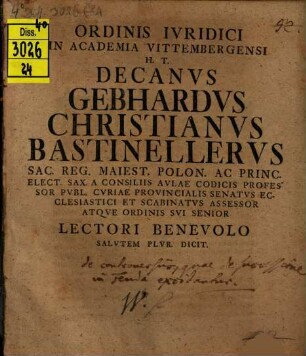 Diss.
3026
24
ORDINIS IVRIDICI
IN ACADEMIA VITTEMBERGENSI
H. T.
DECANVS
GEBHARDVS
CHRISTIANVS
BASTINELLERVS
SAC. REG. MAIEST. POLON. AC PRINC.
ELECT. SAX. A CONSILIIS AVLAE CODICIS PROFES-
SOR PVBL. CVRIAE PROVINCIALIS SENATVS EC-
CLESIASTICI ET SCABINATVS ASSESSOR
ATQVE ORDINIS SVI SENIOR
LECTORI BENEVOLO
SALVTEM PLVR. DICIT.
de
in